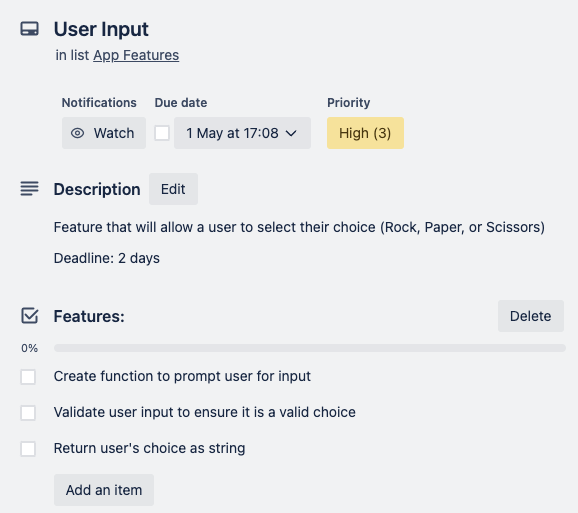 User Input
in list App Features
Notifications Due date Priority
Watch 1 May at 17:08 High (3)
Description Edit
Feature that will allow a user to select their choice (Rock, Paper, or Scissors)
Deadline: 2 days
Features: Delete
0%
Create function to prompt user for input
Validate user input to ensure it is a valid choice
Return user's choice as string
Add an item